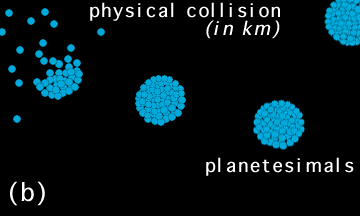 physical collision
(in km)
planetesimals
(b)